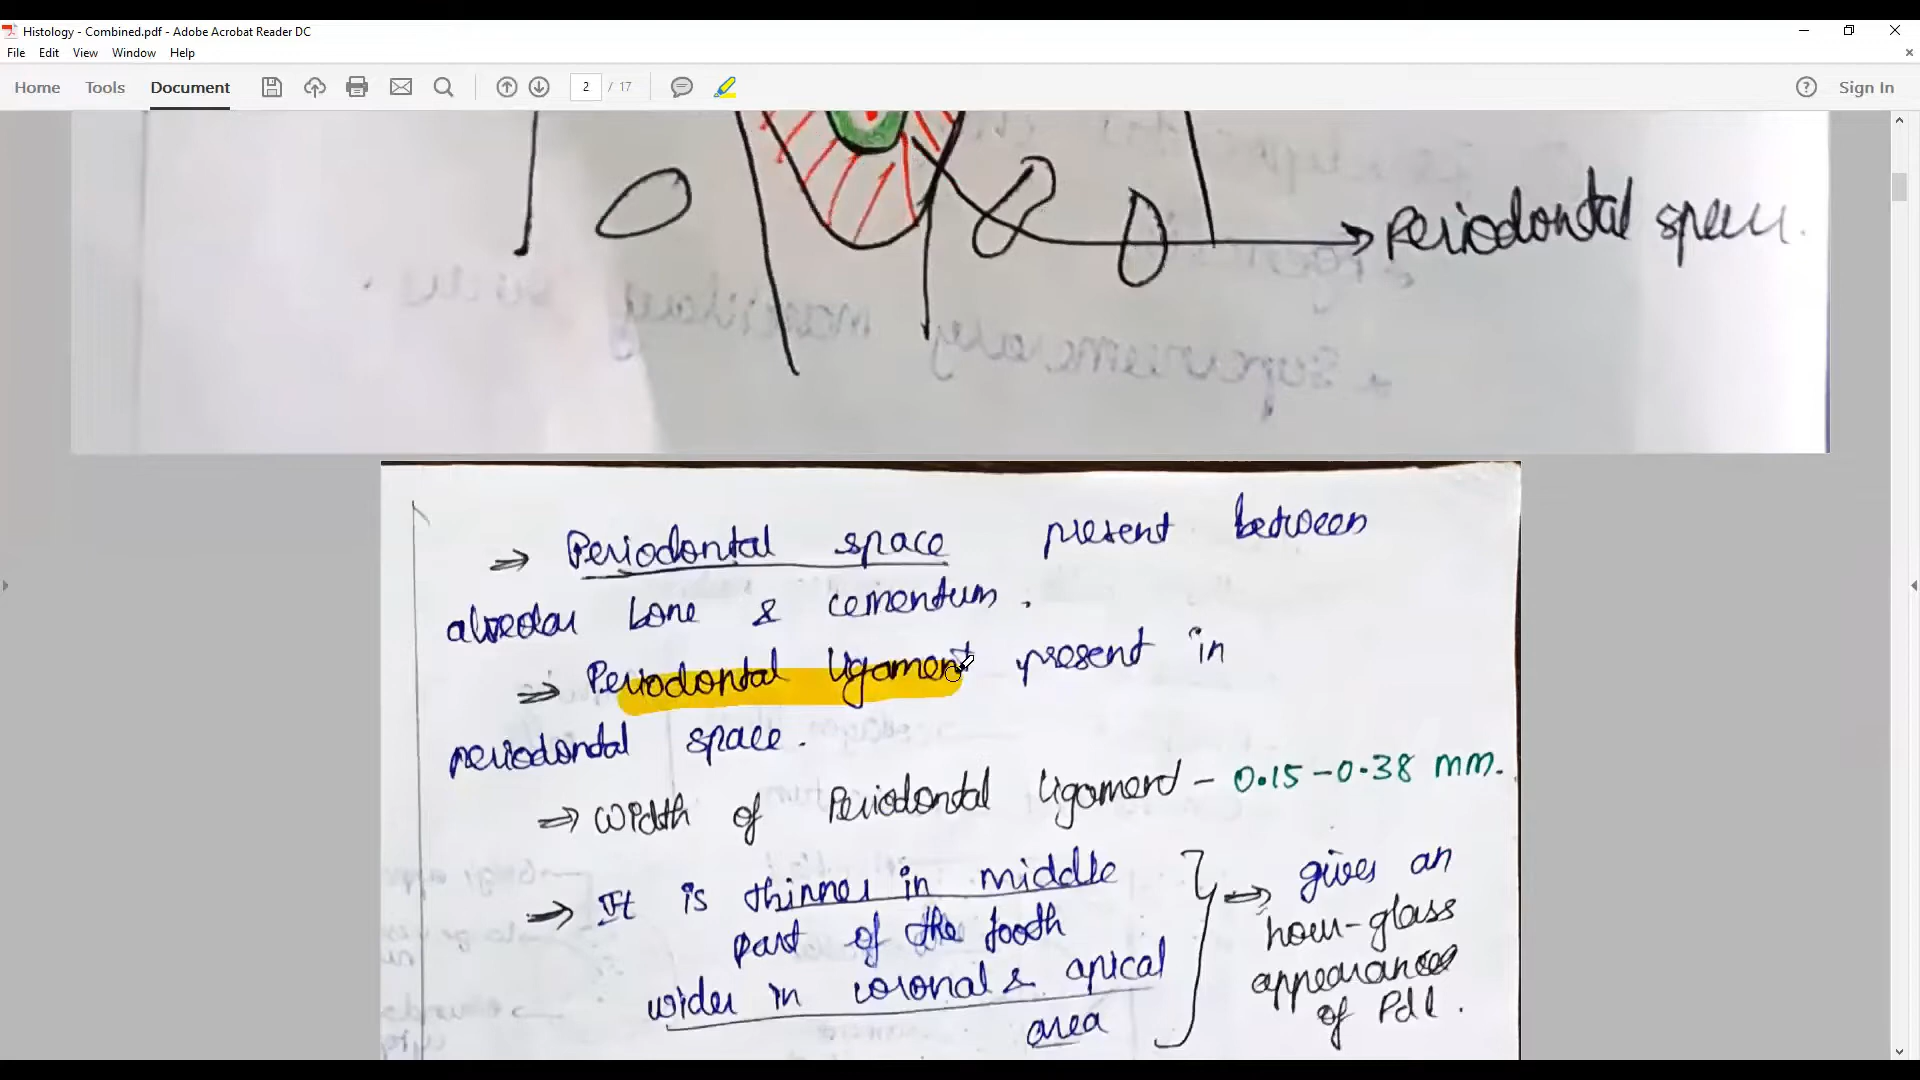 Histology - Combined.pdf - Adobe Acrobat Reader DC
File Edit View Window Help
Home Tools Document 2 / 17 Sign In
→ Periodontal space.
⇒ Periodontal space present between
alveolar bone & cementum.
⇒ Periodontal ligament present in
periodontal space.
⇒ Width of Periodontal ligament - 0.15-0.38 mm.
⇒ It is thinner in middle
part of the tooth
wider in coronal & apical
area
⇒ gives an
hour-glass
appearance
of Pdl.